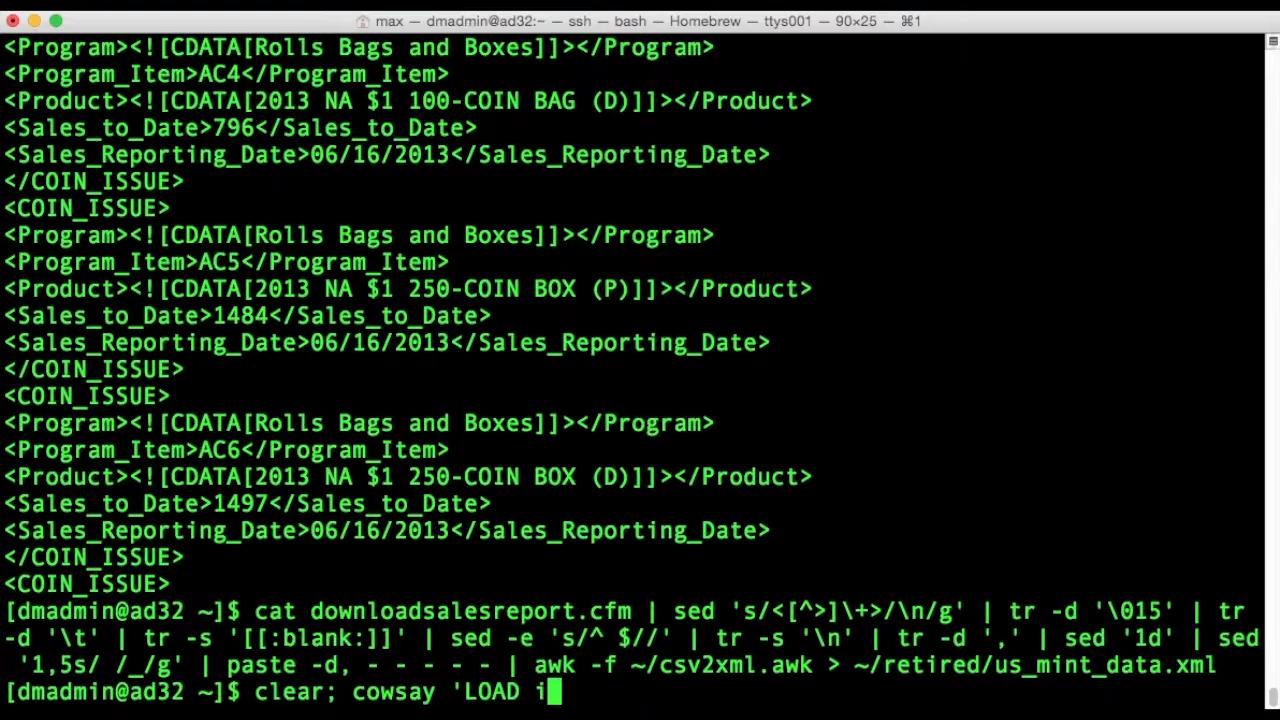 max — dmadmin@ad32:~ — ssh — bash — Homebrew — ttys001 — 90×25 — ⌘1
<Program><![CDATA[Rolls Bags and Boxes]]></Program>
<Program_Item>AC4</Program_Item>
<Product><![CDATA[2013 NA $1 100-COIN BAG (D)]]></Product>
<Sales_to_Date>796</Sales_to_Date>
<Sales_Reporting_Date>06/16/2013</Sales_Reporting_Date>
</COIN_ISSUE>
<COIN_ISSUE>
<Program><![CDATA[Rolls Bags and Boxes]]></Program>
<Program_Item>AC5</Program_Item>
<Product><![CDATA[2013 NA $1 250-COIN BOX (P)]]></Product>
<Sales_to_Date>1484</Sales_to_Date>
<Sales_Reporting_Date>06/16/2013</Sales_Reporting_Date>
</COIN_ISSUE>
<COIN_ISSUE>
<Program><![CDATA[Rolls Bags and Boxes]]></Program>
<Program_Item>AC6</Program_Item>
<Product><![CDATA[2013 NA $1 250-COIN BOX (D)]]></Product>
<Sales_to_Date>1497</Sales_to_Date>
<Sales_Reporting_Date>06/16/2013</Sales_Reporting_Date>
</COIN_ISSUE>
<COIN_ISSUE>
[dmadmin@ad32 ~]$ cat downloadsalesreport.cfm | sed 's/<[^>]\+>/\n/g' | tr -d '\015' | tr
-d '\t' | tr -s '[[:blank:]]' | sed -e 's/^ $//' | tr -s '\n' | tr -d ',' | sed '1d' | sed
'1,5s/ /_/g' | paste -d, - - - - - | awk -f ~/csv2xml.awk > ~/retired/us_mint_data.xml
[dmadmin@ad32 ~]$ clear; cowsay 'LOAD i